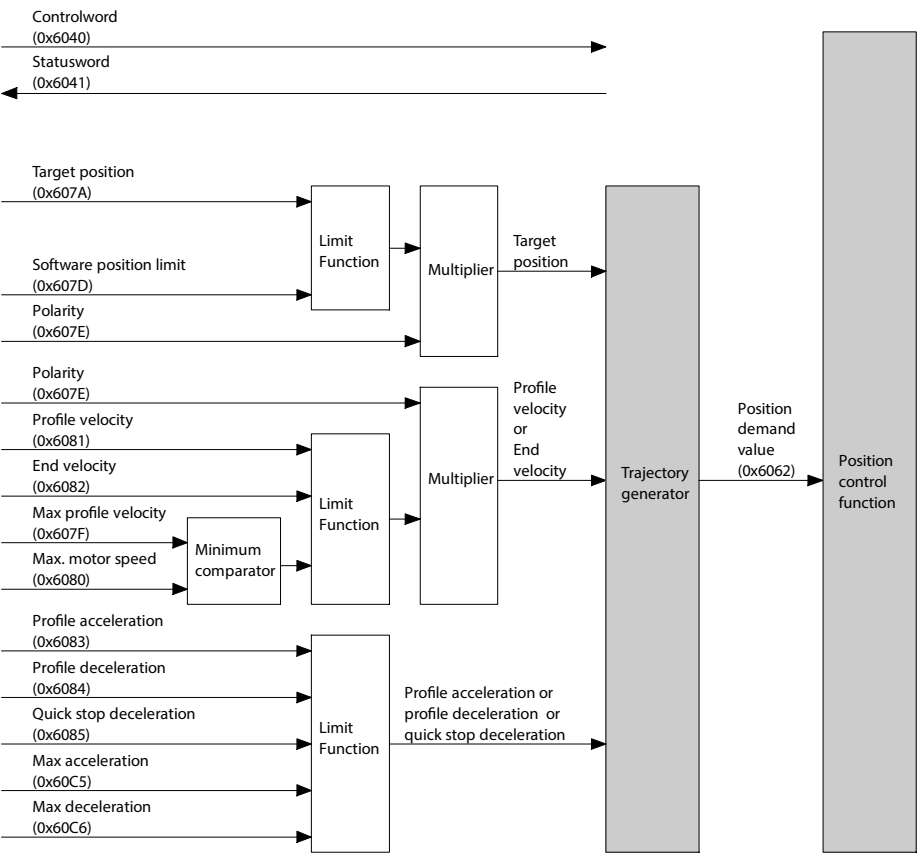 Controlword
(0x6040)
Statusword
(0x6041)
Target position
(0x607A)
Limit
Function
Software position limit
(0x607D)
Polarity
(0x607E)
Multiplier
Target
position
Polarity
(0x607E)
Profile velocity
(0x6081)
End velocity
(0x6082)
Max profile velocity
(0x607F)
Max. motor speed
(0x6080)
Minimum
comparator
Limit
Function
Multiplier
Profile
velocity
or
End
velocity
Profile acceleration
(0x6083)
Profile deceleration
(0x6084)
Quick stop deceleration
(0x6085)
Max acceleration
(0x60C5)
Max deceleration
(0x60C6)
Limit
Function
Profile acceleration or
profile deceleration or
quick stop deceleration
Trajectory
generator
Position
demand
value
(0x6062)
Position
control
function